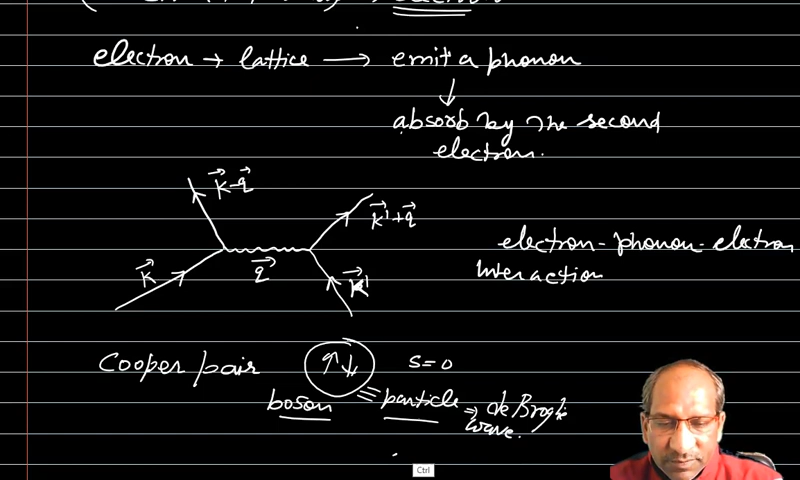 electron + lattice → emit a phonon
↓
absorb by the second
electron.
k⃗-q⃗
k⃗'+q⃗
electron-phonon-electron
Interaction
k⃗
q⃗
k⃗'
Cooper pair ↑↓ S=0
boson = particle ⇒ de Broglie
wave.
Ctrl